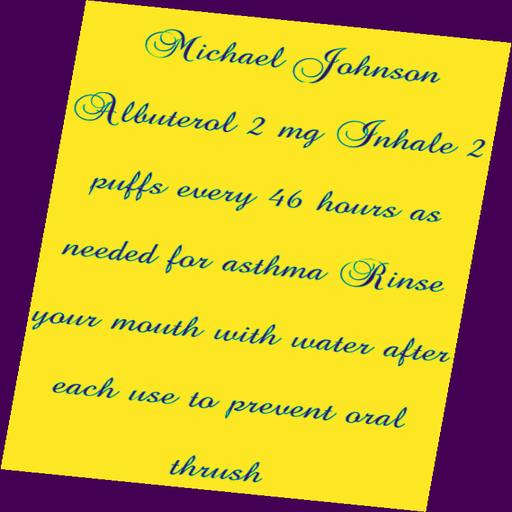 Michael Johnson
Albuterol 2 mg Inhale 2
puffs every 46 hours as
needed for asthma Rinse
your mouth with water after
each use to prevent oral
thrush